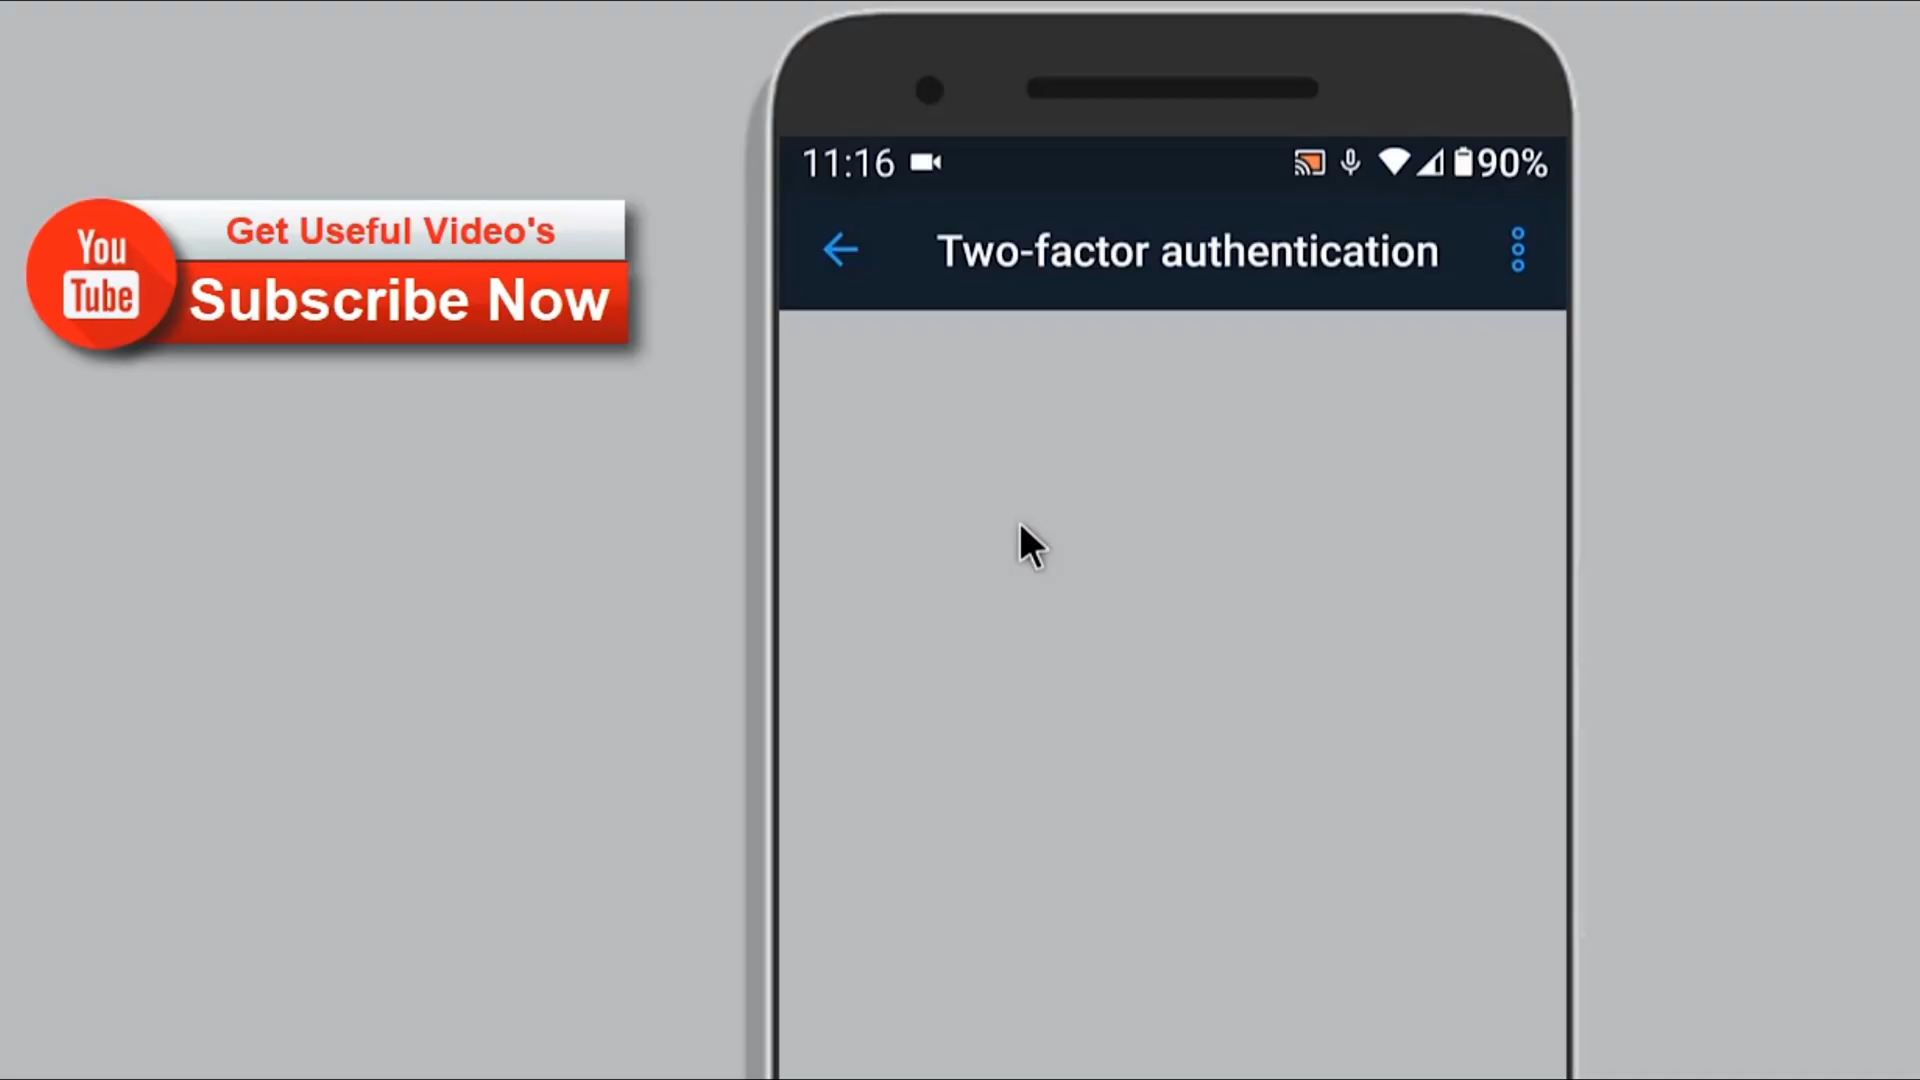 You
Tube
Get Useful Video's
Subscribe Now
11:16
90%
Two-factor authentication